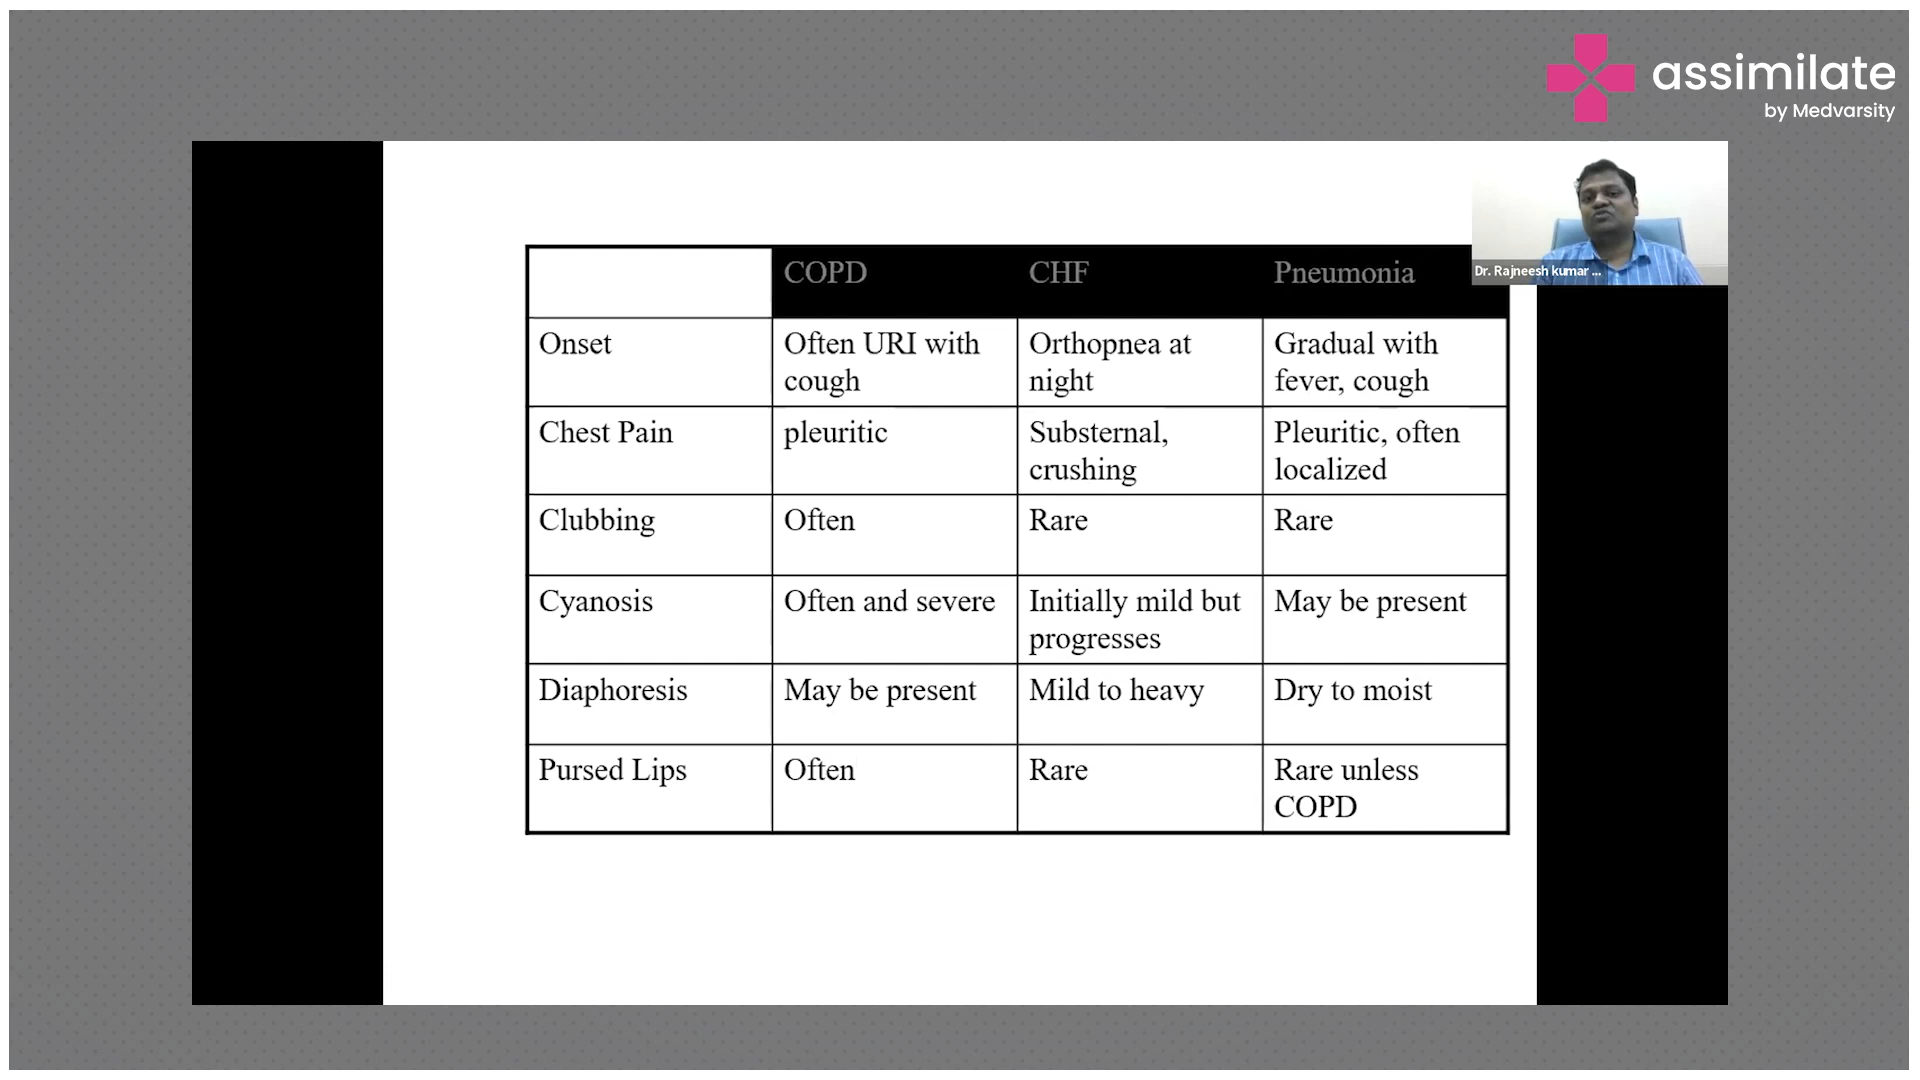 assimilate
by Medvarsity
Dr. Rajneesh kumar ...
COPD CHF Pneumonia
Onset
Often URI with
cough
Orthopnea at
night
Gradual with
fever, cough
Chest Pain
pleuritic
Substernal,
crushing
Pleuritic, often
localized
Clubbing
Often
Rare
Rare
Cyanosis
Often and severe
Initially mild but
progresses
May be present
Diaphoresis
May be present
Mild to heavy
Dry to moist
Pursed Lips
Often
Rare
Rare unless
COPD